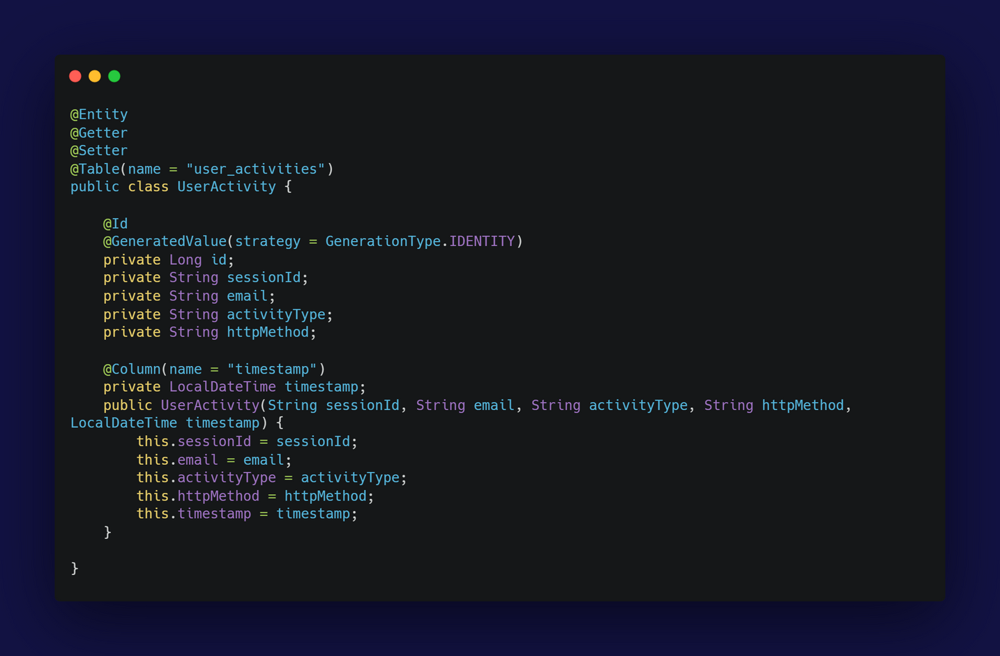 @Entity
@Getter
@Setter
@Table(name = "user_activities")
public class UserActivity {

    @Id
    @GeneratedValue(strategy = GenerationType.IDENTITY)
    private Long id;
    private String sessionId;
    private String email;
    private String activityType;
    private String httpMethod;

    @Column(name = "timestamp")
    private LocalDateTime timestamp;
    public UserActivity(String sessionId, String email, String activityType, String httpMethod,
LocalDateTime timestamp) {
        this.sessionId = sessionId;
        this.email = email;
        this.activityType = activityType;
        this.httpMethod = httpMethod;
        this.timestamp = timestamp;
    }

}